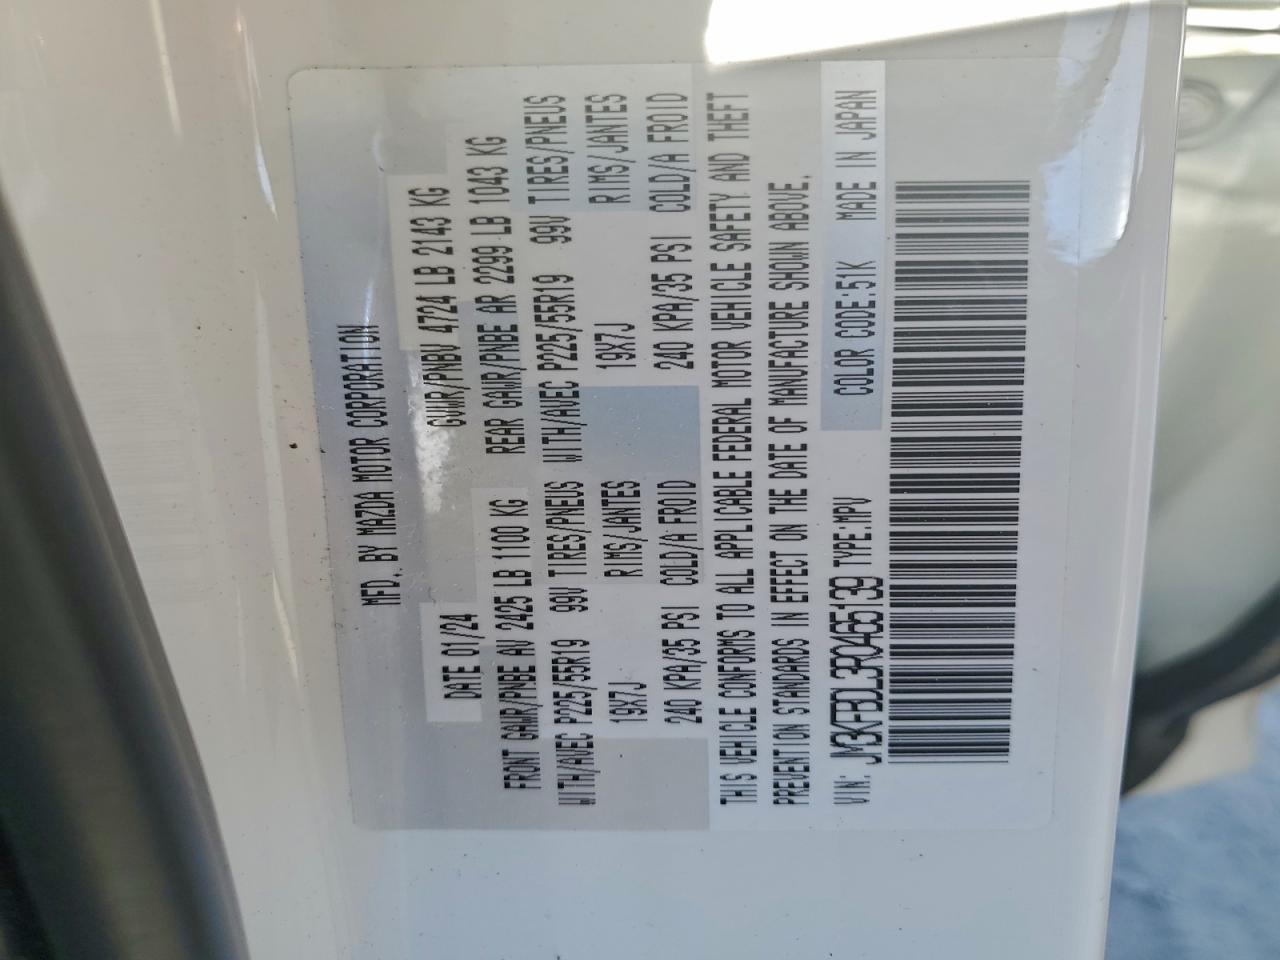 MFD. BY MAZDA MOTOR CORPORATION
DATE 01/24 GVWR/PNBV 4724 LB 2143 KG
FRONT GAWR/PNBE AV 2425 LB 1100 KG REAR GAWR/PNBE AR 2299 LB 1043 KG
WITH/AVEC P225/55R19 99V TIRES/PNEUS WITH/AVEC P225/55R19 99V TIRES/PNEUS
19X7J RIMS/JANTES 19X7J RIMS/JANTES
240 KPA/35 PSI COLD/A FROID 240 KPA/35 PSI COLD/A FROID
THIS VEHICLE CONFORMS TO ALL APPLICABLE FEDERAL MOTOR VEHICLE SAFETY AND THEFT
PREVENTION STANDARDS IN EFFECT ON THE DATE OF MANUFACTURE SHOWN ABOVE.
VIN: JM3KFBDL3R0465139 TYPE:MPV COLOR CODE:51K MADE IN JAPAN